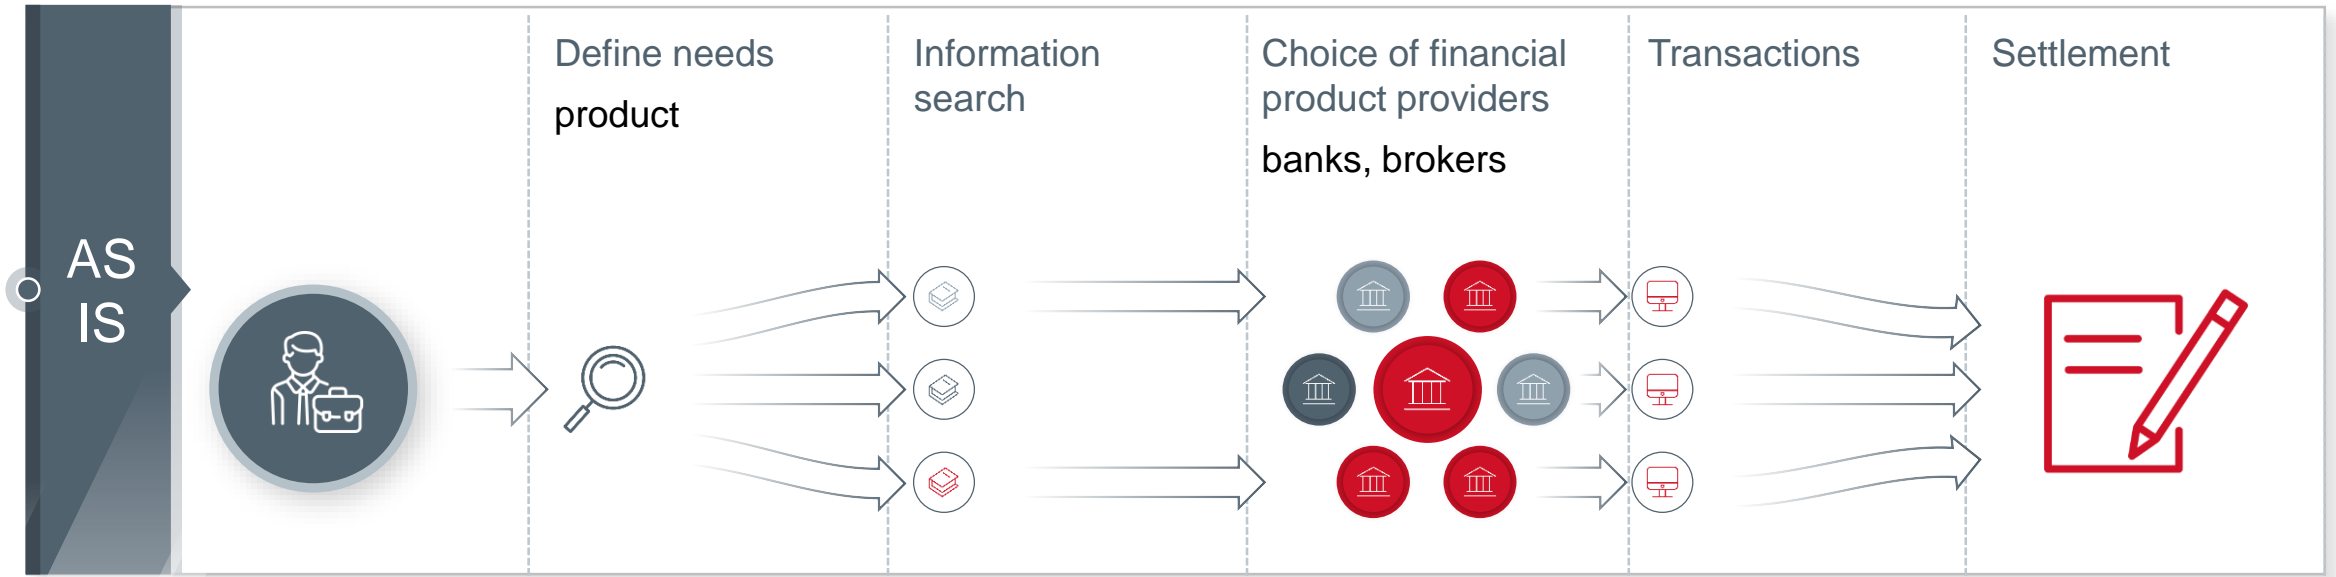 AS
IS
Define needs
product
Information
search
Choice of financial
product providers
banks, brokers
Transactions
Settlement